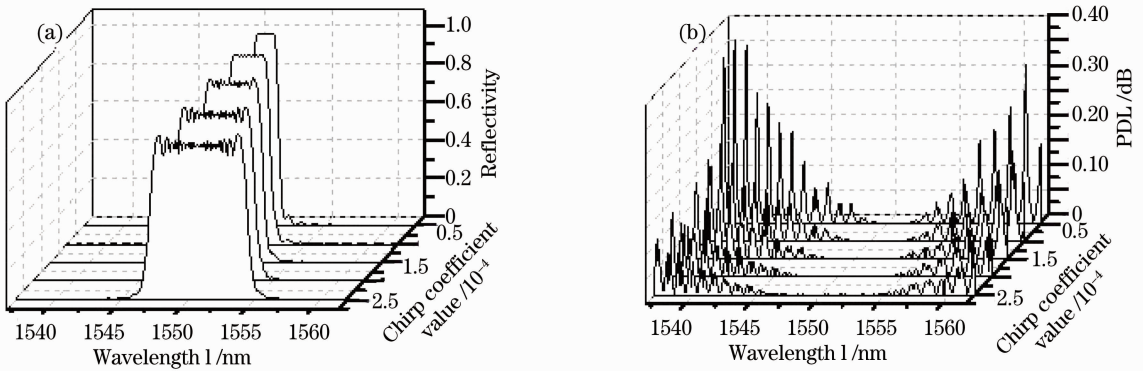 (a)
1.0
0.8
0.6
0.4
0.2
0
Reflectivity
0.5
1.5
2.5
Chirp coefficient
value /10⁻⁴
1540 1545 1550 1555 1560
Wavelength l /nm
(b)
0.40
0.30
0.20
0.10
0
PDL /dB
0.5
1.5
2.5
Chirp coefficient
value /10⁻⁴
1540 1545 1550 1555 1560
Wavelength l /nm